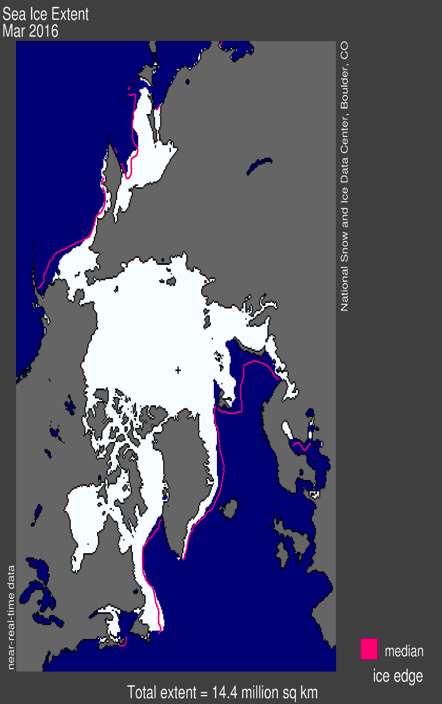 Sea Ice Extent
Mar 2016
National Snow and Ice Data Center, Boulder, CO
near-real-time data
median
ice edge
Total extent = 14.4 million sq km